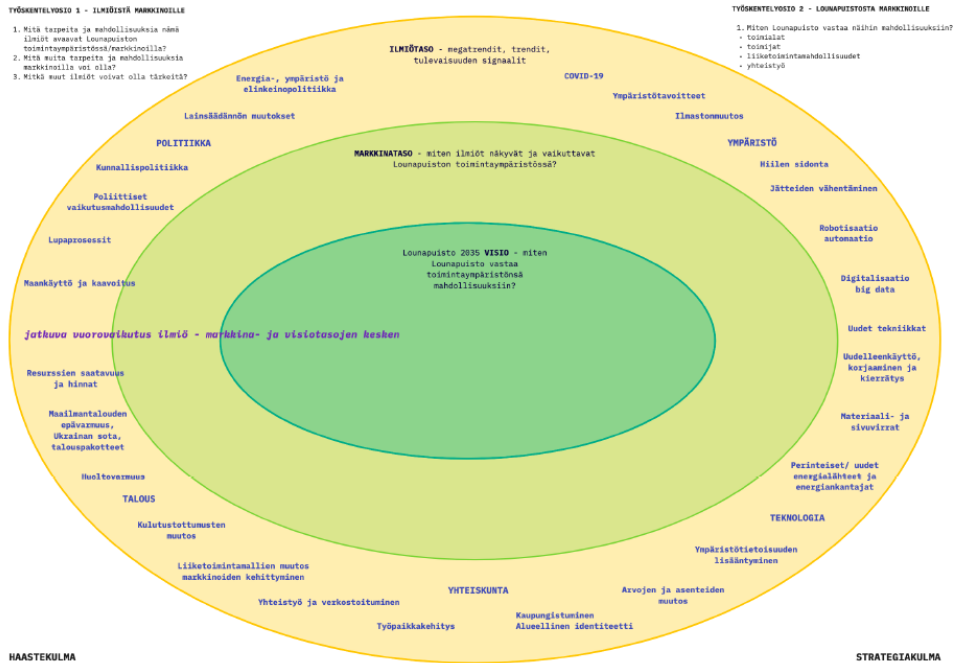 TYÖSKENTELYOSIO 1 - ILMIÖISTÄ MARKKINOILLE
1. Mitä tarpeita ja mahdollisuuksia nämä
ilmiöt avaavat Lounapuiston
toimintaympäristössä/markkinoilla?
2. Mitä muita tarpeita ja mahdollisuuksia
markkinoilla voi olla?
3. Mitkä muut ilmiöt voivat olla tärkeitä?
TYÖSKENTELYOSIO 2 - LOUNAPUISTOSTA MARKKINOILLE
1. Miten Lounapuisto vastaa näihin mahdollisuuksiin?
- toimialat
- toimijat
- liiketoimintamahdollisuudet
- yhteistyö
ILMIÖTASO - megatrendit, trendit,
tulevaisuuden signaalit
Energia-, ympäristö ja
elinkeinopolitiikka
COVID-19
Ympäristötavoitteet
Lainsäädännön muutokset
Ilmastonmuutos
POLITIIKKA
YMPÄRISTÖ
MARKKINATASO - miten ilmiöt näkyvät ja vaikuttavat
Lounapuiston toimintaympäristössä?
Kunnallispolitiikka
Hiilen sidonta
Jätteiden vähentäminen
Poliittiset
vaikutusmahdollisuudet
Robotisaatio
automaatio
Lupaprosessit
Lounapuisto 2035 VISIO - miten
Lounapuisto vastaa
toimintaympäristönsä
mahdollisuuksiin?
Maankäyttö ja kaavoitus
Digitalisaatio
big data
jatkuva vuorovaikutus ilmiö - markkina- ja visiotasojen kesken
Uudet tekniikkat
Uudelleenkäyttö,
korjaaminen ja
kierrätys
Resurssien saatavuus
ja hinnat
Maailmantalouden
epävarmuus,
Ukrainan sota,
talouspakotteet
Materiaali- ja
sivuvirrat
Huoltovarmuus
Perinteiset/ uudet
energialähteet ja
energiankantajat
TALOUS
TEKNOLOGIA
Kulutustottumusten
muutos
Ympäristötietoisuuden
lisääntyminen
Liiketoimintamallien muutos
markkinoiden kehittyminen
YHTEISKUNTA
Arvojen ja asenteiden
muutos
Yhteistyö ja verkostoituminen
Kaupungistuminen
Alueellinen identiteetti
Työpaikkakehitys
HAASTEKULMA
STRATEGIAKULMA